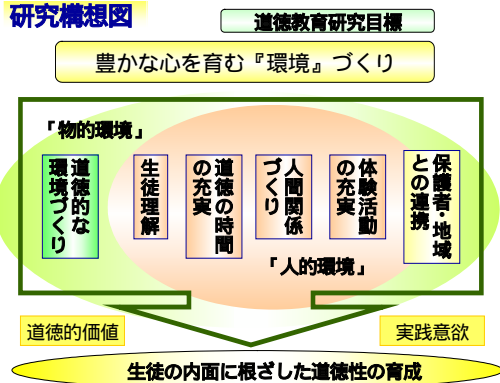 研究構想図
道徳教育研究目標
豊かな心を育む『環境』づくり
「物的環境」
道徳的な
環境づくり
生徒理解
道徳の時間
の充実
人間関係
づくり
体験活動
の充実
保護者・地域
との連携
「人的環境」
道徳的価値
実践意欲
生徒の内面に根ざした道徳性の育成